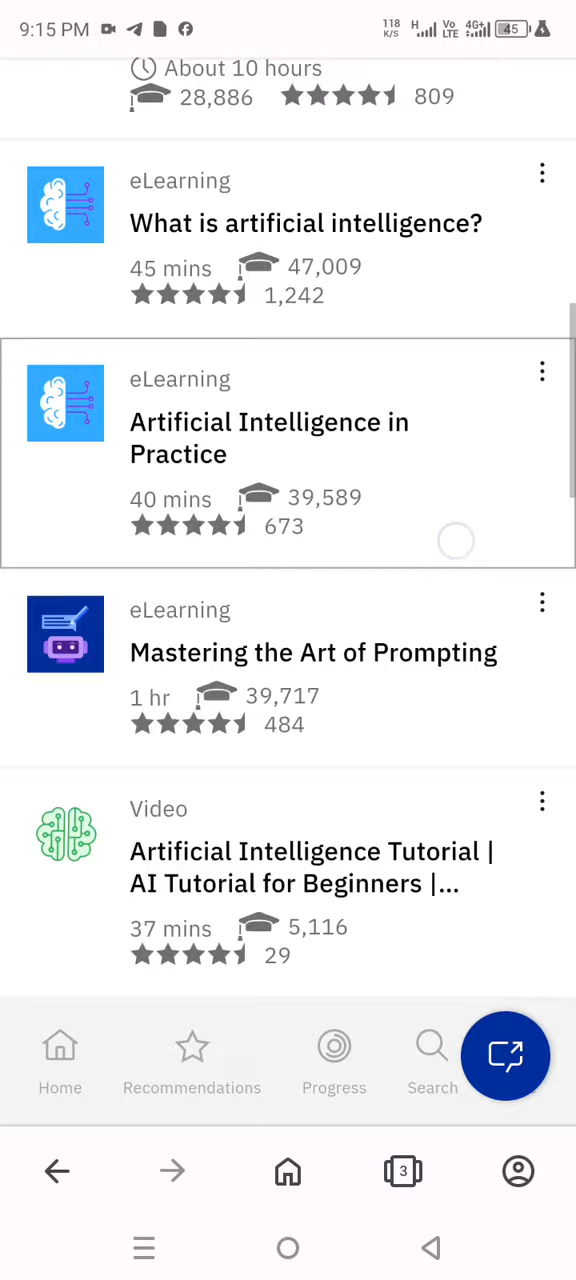 9:15 PM
118 K/S H Vo LTE 4G+ 45
About 10 hours
28,886 809
eLearning
What is artificial intelligence?
45 mins 47,009
1,242
eLearning
Artificial Intelligence in
Practice
40 mins 39,589
673
eLearning
Mastering the Art of Prompting
1 hr 39,717
484
Video
Artificial Intelligence Tutorial |
AI Tutorial for Beginners |...
37 mins 5,116
29
Home Recommendations Progress Search
3